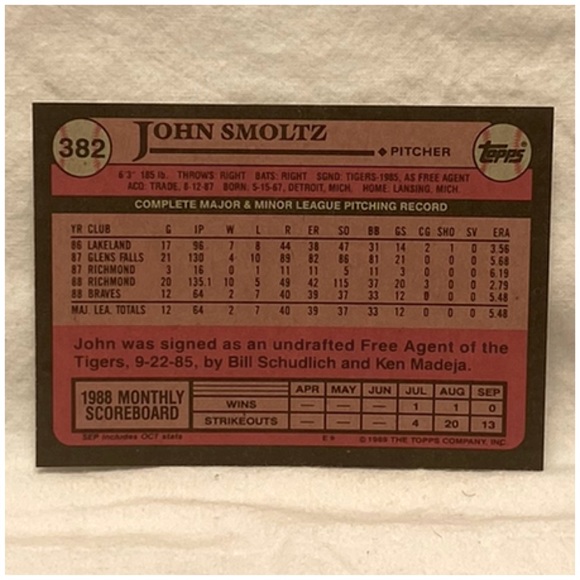 382 JOHN SMOLTZ
PITCHER
Topps
6'3" 185 lb. THROWS: RIGHT BATS: RIGHT SGND: TIGERS-1985, AS FREE AGENT
ACQ: TRADE, 8-12-87 BORN: 5-15-67, DETROIT, MICH. HOME: LANSING, MICH.
COMPLETE MAJOR & MINOR LEAGUE PITCHING RECORD
YR CLUB G IP W L R ER SO BB GS CG SHO SV ERA
86 LAKELAND 17 96 7 8 44 38 47 31 14 2 1 0 3.56
87 GLENS FALLS 21 130 4 10 89 82 86 81 21 0 0 0 5.68
87 RICHMOND 3 16 0 1 11 11 5 11 3 0 0 0 6.19
88 RICHMOND 20 135.1 10 5 49 42 115 37 20 3 0 0 2.79
88 BRAVES 12 64 2 7 40 39 37 33 12 0 0 0 5.48
MAJ. LEA. TOTALS 12 64 2 7 40 39 37 33 12 0 0 0 5.48
John was signed as an undrafted Free Agent of the
Tigers, 9-22-85, by Bill Schudlich and Ken Madeja.
1988 MONTHLY
SCOREBOARD
APR MAY JUN JUL AUG SEP
WINS — — — 1 1 0
STRIKEOUTS — — — 4 20 13
SEP includes OCT stats
E* © 1989 THE TOPPS COMPANY, INC.